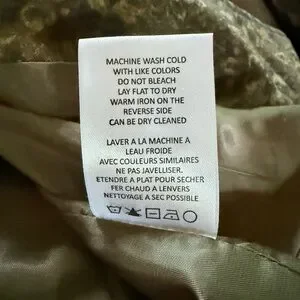 MACHINE WASH COLD
WITH LIKE COLORS
DO NOT BLEACH
LAY FLAT TO DRY
WARM IRON ON THE
REVERSE SIDE
CAN BE DRY CLEANED
LAVER A LA MACHINE A
LEAU FROIDE
AVEC COULEURS SIMILAIRES
NE PAS JAVELLISER.
ETENDRE A PLAT POUR SECHER
FER CHAUD A LENVERS
NETTOYAGE A SEC POSSIBLE